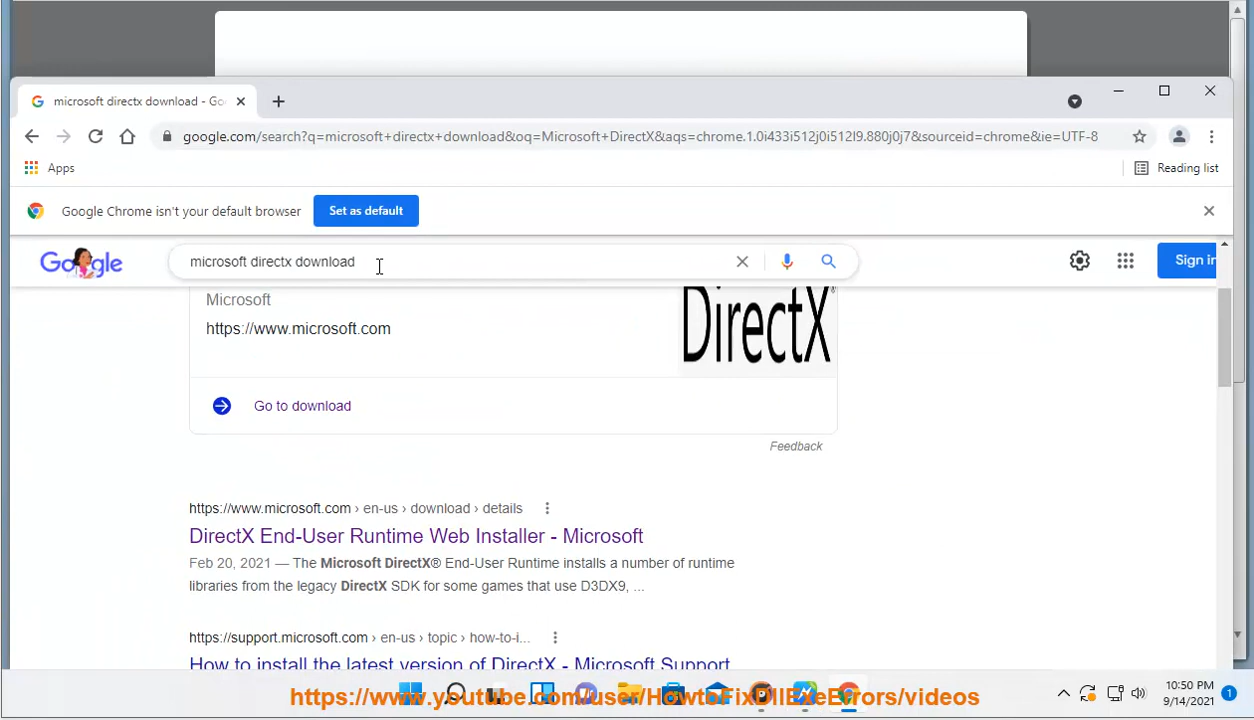 microsoft directx download - Go
google.com/search?q=microsoft+directx+download&oq=Microsoft+DirectX&aqs=chrome.1.0i433i512j0i512l9.880j0j7&sourceid=chrome&ie=UTF-8
Apps
Reading list
Google Chrome isn't your default browser
Set as default
Google
microsoft directx download
Sign in
Microsoft
https://www.microsoft.com
DirectX®
Go to download
Feedback
https://www.microsoft.com › en-us › download › details
DirectX End-User Runtime Web Installer - Microsoft
Feb 20, 2021 — The Microsoft DirectX® End-User Runtime installs a number of runtime
libraries from the legacy DirectX SDK for some games that use D3DX9, ...
https://support.microsoft.com › en-us › topic › how-to-i...
How to install the latest version of DirectX - Microsoft Support
https://www.youtube.com/user/HowtoFixDllExeErrors/videos
10:50 PM
9/14/2021
1